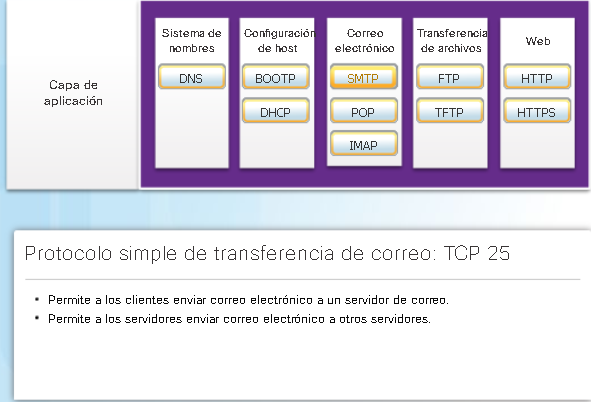 Capa de
aplicación
Sistema de
nombres
DNS
Configuración
de host
BOOTP
DHCP
Correo
electrónico
SMTP
POP
IMAP
Transferencia
de archivos
FTP
TFTP
Web
HTTP
HTTPS
Protocolo simple de transferencia de correo: TCP 25
• Permite a los clientes enviar correo electrónico a un servidor de correo.
• Permite a los servidores enviar correo electrónico a otros servidores.